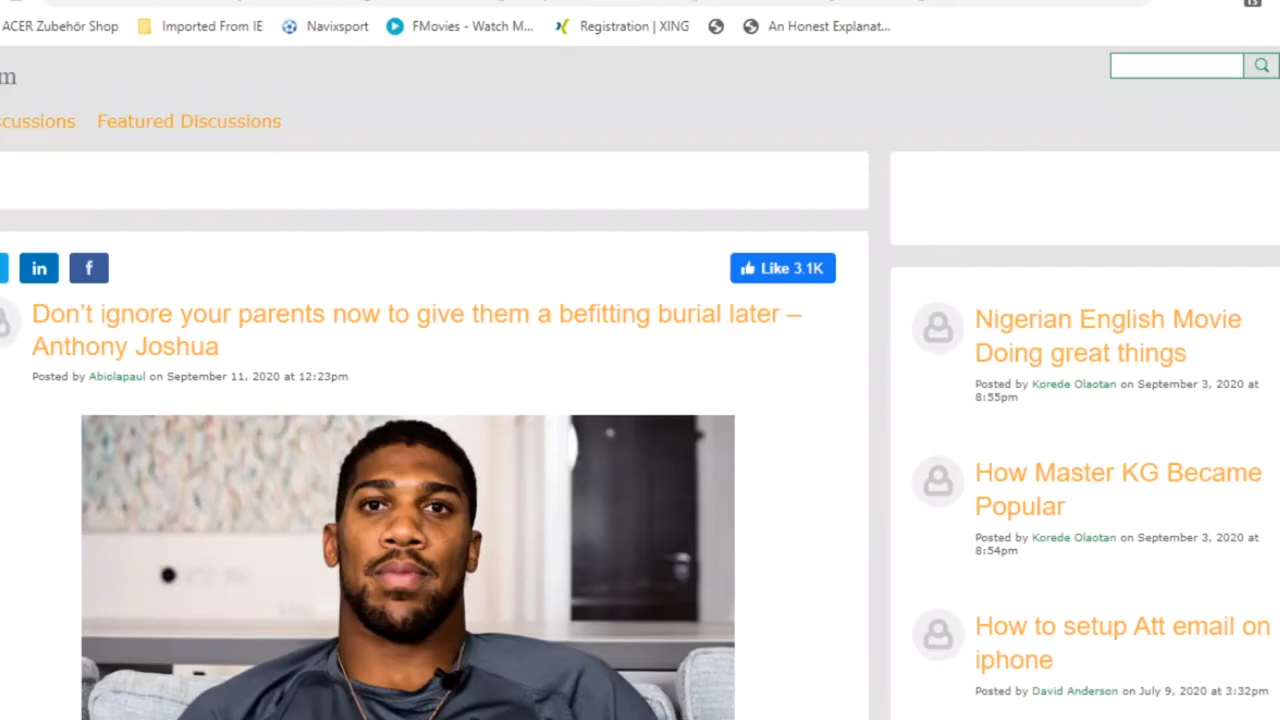 ACER Zubehör Shop Imported From IE Navixsport FMovies - Watch M... Registration | XING An Honest Explanat...
m
scussions Featured Discussions
in f Like 3.1K
Don't ignore your parents now to give them a befitting burial later –
Anthony Joshua
Posted by Abiolapaul on September 11, 2020 at 12:23pm
Nigerian English Movie
Doing great things
Posted by Korede Olaotan on September 3, 2020 at
8:55pm
How Master KG Became
Popular
Posted by Korede Olaotan on September 3, 2020 at
8:54pm
How to setup Att email on
iphone
Posted by David Anderson on July 9, 2020 at 3:32pm